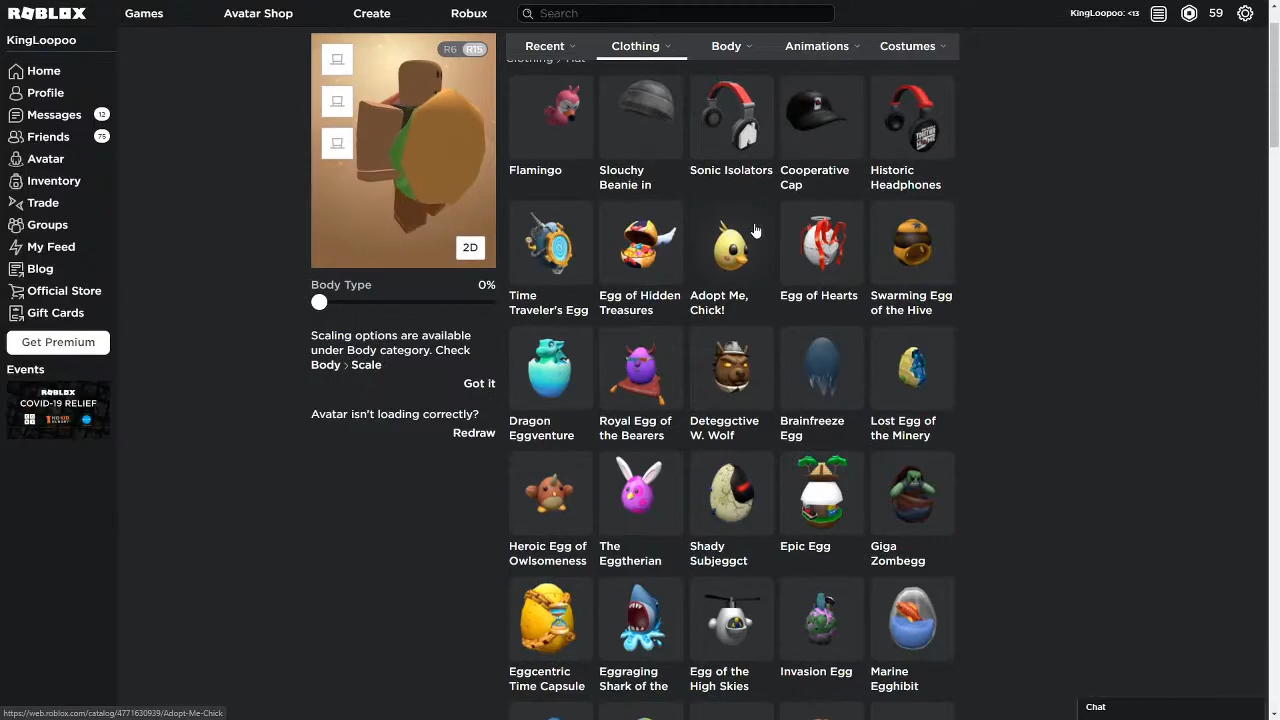 ROBLOX
Games
Avatar Shop
Create
Robux
Search
KingLoopoo: <13
59
KingLoopoo
Home
Profile
Messages 12
Friends 75
Avatar
Inventory
Trade
Groups
My Feed
Blog
Official Store
Gift Cards
Get Premium
Events
ROBLOX
COVID-19 RELIEF
R6 R15
2D
Body Type 0%
Scaling options are available
under Body category. Check
Body > Scale
Got it
Avatar isn't loading correctly?
Redraw
Recent
Clothing
Body
Animations
Costumes
Clothing > Hat
Flamingo
Slouchy Beanie in
Sonic Isolators
Cooperative Cap
Historic Headphones
Time Traveler's Egg
Egg of Hidden Treasures
Adopt Me, Chick!
Egg of Hearts
Swarming Egg of the Hive
Dragon Eggventure
Royal Egg of the Bearers
Deteggctive W. Wolf
Brainfreeze Egg
Lost Egg of the Minery
Heroic Egg of Owlsomeness
The Eggtherian
Shady Subjeggct
Epic Egg
Giga Zombegg
Eggcentric Time Capsule
Eggraging Shark of the
Egg of the High Skies
Invasion Egg
Marine Egghibit
https://web.roblox.com/catalog/4771630939/Adopt-Me-Chick
Chat